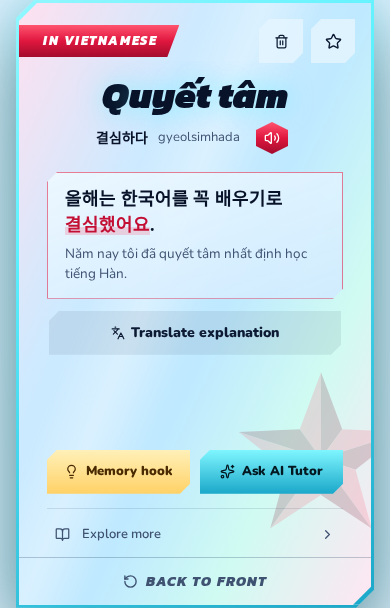 IN VIETNAMESE
Quyết tâm
결심하다 gyeolsimhada
올해는 한국어를 꼭 배우기로
결심했어요.
Năm nay tôi đã quyết tâm nhất định học
tiếng Hàn.
Translate explanation
Memory hook
Ask AI Tutor
Explore more
BACK TO FRONT